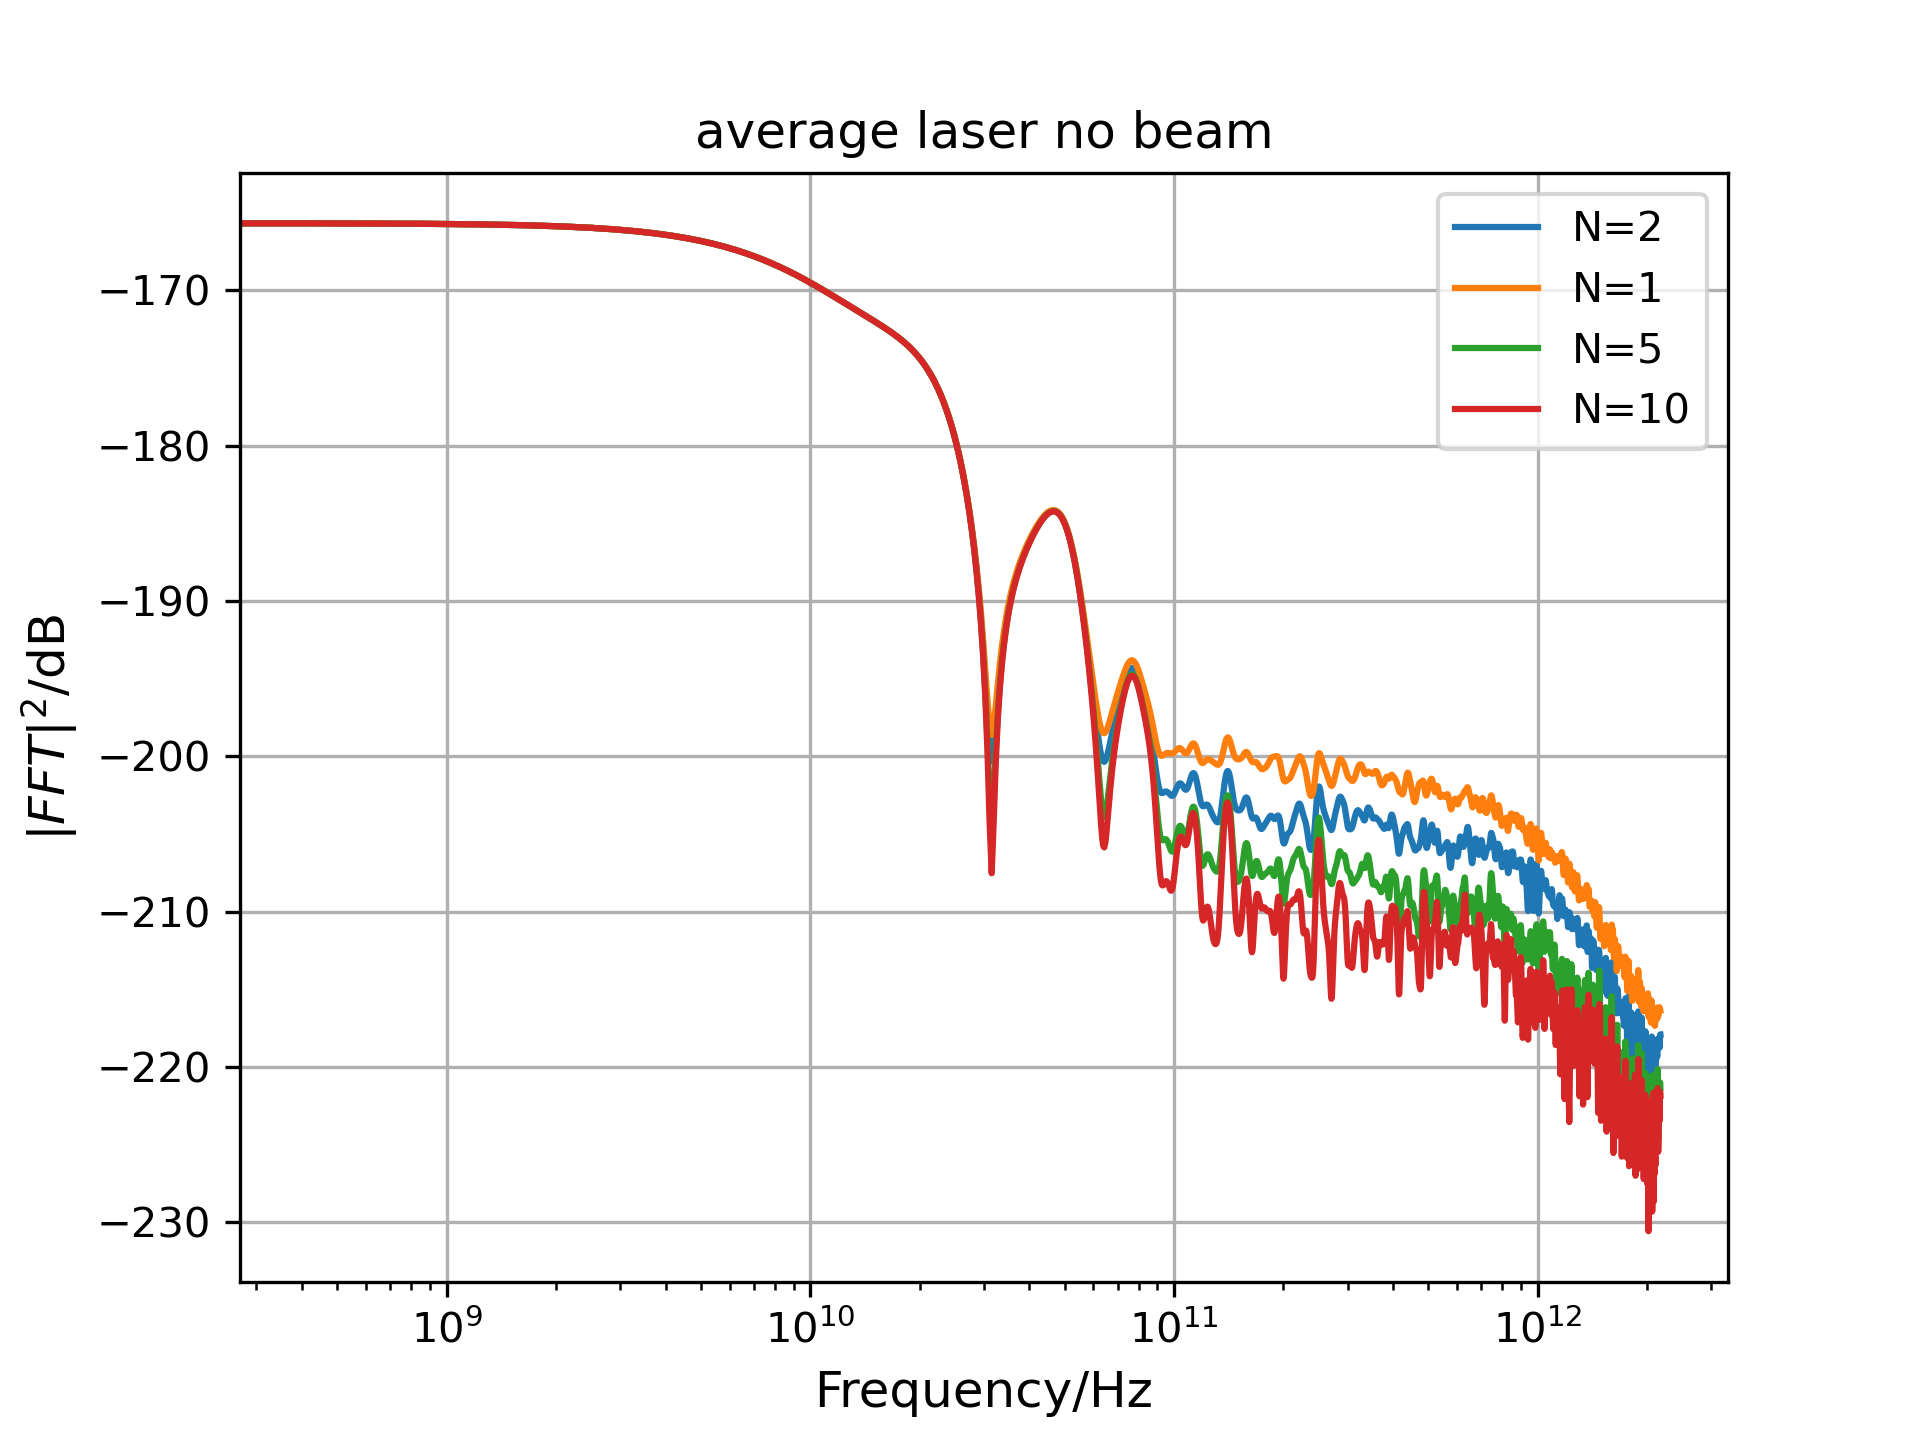 average laser no beam
|FFT|²/dB
−170
−180
−190
−200
−210
−220
−230
N=2
N=1
N=5
N=10
10⁹
10¹⁰
10¹¹
10¹²
Frequency/Hz